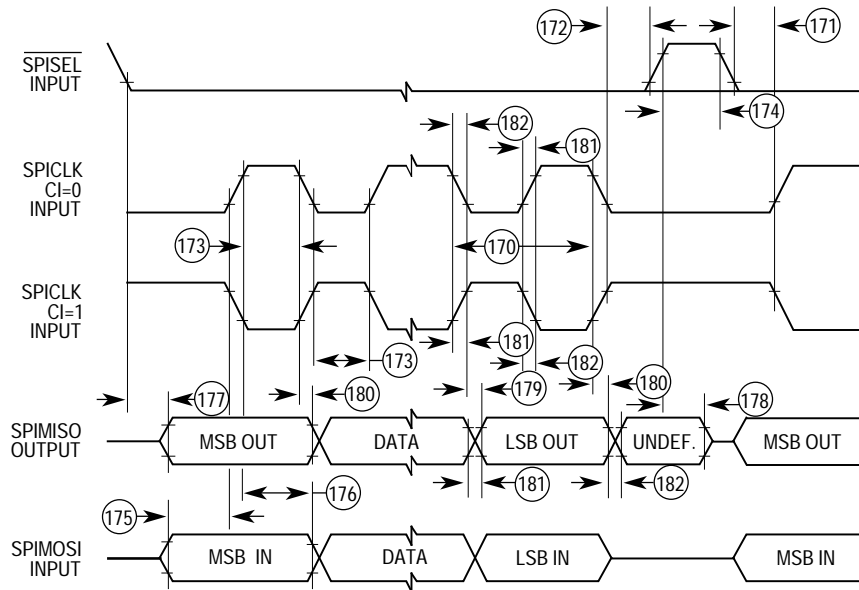 172
171
SPISEL
INPUT
174
182
181
SPICLK
CI=0
INPUT
173
170
SPICLK
CI=1
INPUT
181
182
173
179
180
180
178
177
SPIMISO
OUTPUT
MSB OUT
DATA
LSB OUT
UNDEF.
MSB OUT
181
182
176
175
SPIMOSI
INPUT
MSB IN
DATA
LSB IN
MSB IN